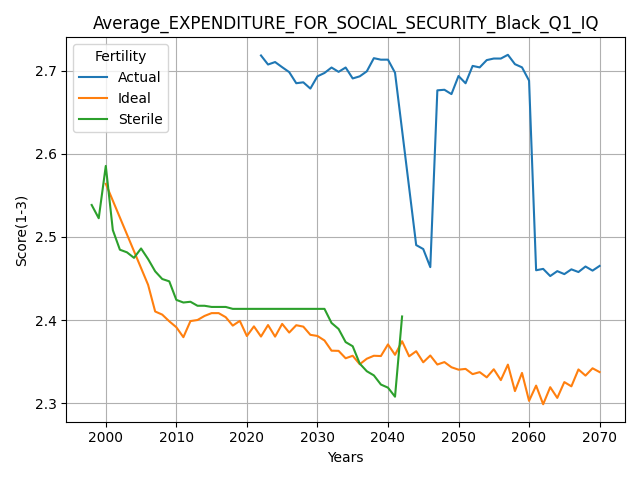 Average_EXPENDITURE_FOR_SOCIAL_SECURITY_Black_Q1_IQ
Fertility
Actual
Ideal
Sterile
Score(1-3)
2.7
2.6
2.5
2.4
2.3
2000 2010 2020 2030 2040 2050 2060 2070
Years